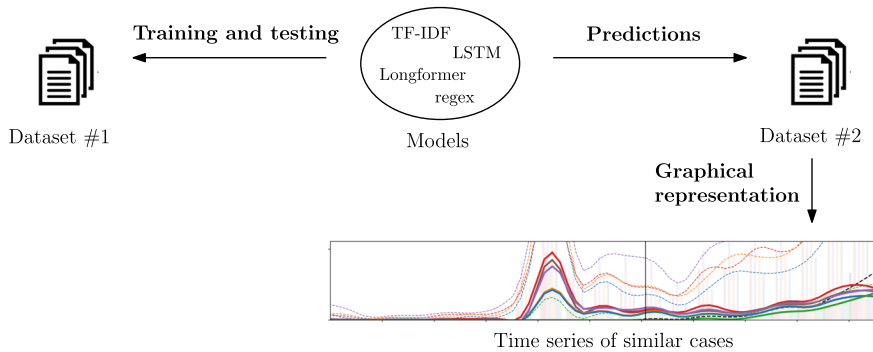 Training and testing
TF-IDF
LSTM
Longformer
regex
Predictions
Dataset #1
Models
Dataset #2
Graphical
representation
Time series of similar cases